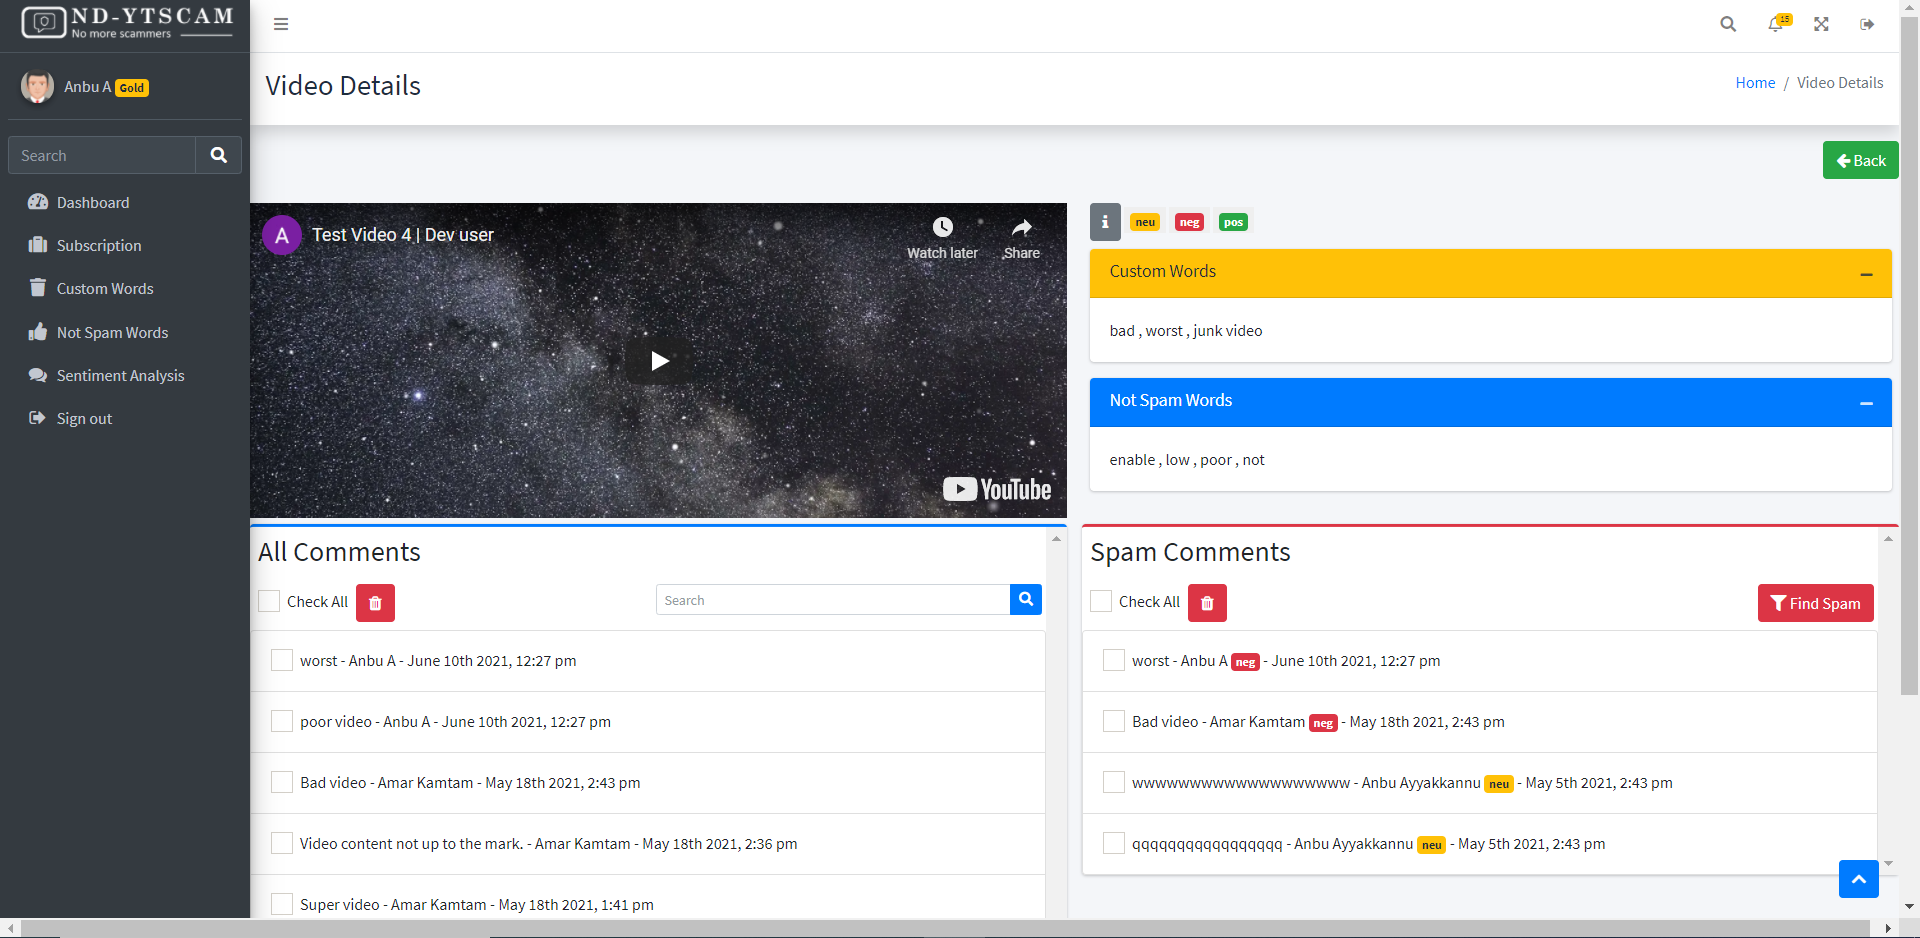 ND-YTSCAM
No more scammers
15
Anbu A Gold
Video Details
Home / Video Details
Search
Back
Dashboard
Subscription
Custom Words
Not Spam Words
Sentiment Analysis
Sign out
A Test Video 4 | Dev user
Watch later Share
YouTube
i neu neg pos
Custom Words
bad , worst , junk video
Not Spam Words
enable , low , poor , not
All Comments
Check All
Search
worst - Anbu A - June 10th 2021, 12:27 pm
poor video - Anbu A - June 10th 2021, 12:27 pm
Bad video - Amar Kamtam - May 18th 2021, 2:43 pm
Video content not up to the mark. - Amar Kamtam - May 18th 2021, 2:36 pm
Super video - Amar Kamtam - May 18th 2021, 1:41 pm
Spam Comments
Check All
Find Spam
worst - Anbu A neg - June 10th 2021, 12:27 pm
Bad video - Amar Kamtam neg - May 18th 2021, 2:43 pm
wwwwwwwwwwwwwwwwwww - Anbu Ayyakkannu neu - May 5th 2021, 2:43 pm
qqqqqqqqqqqqqqqqq - Anbu Ayyakkannu neu - May 5th 2021, 2:43 pm